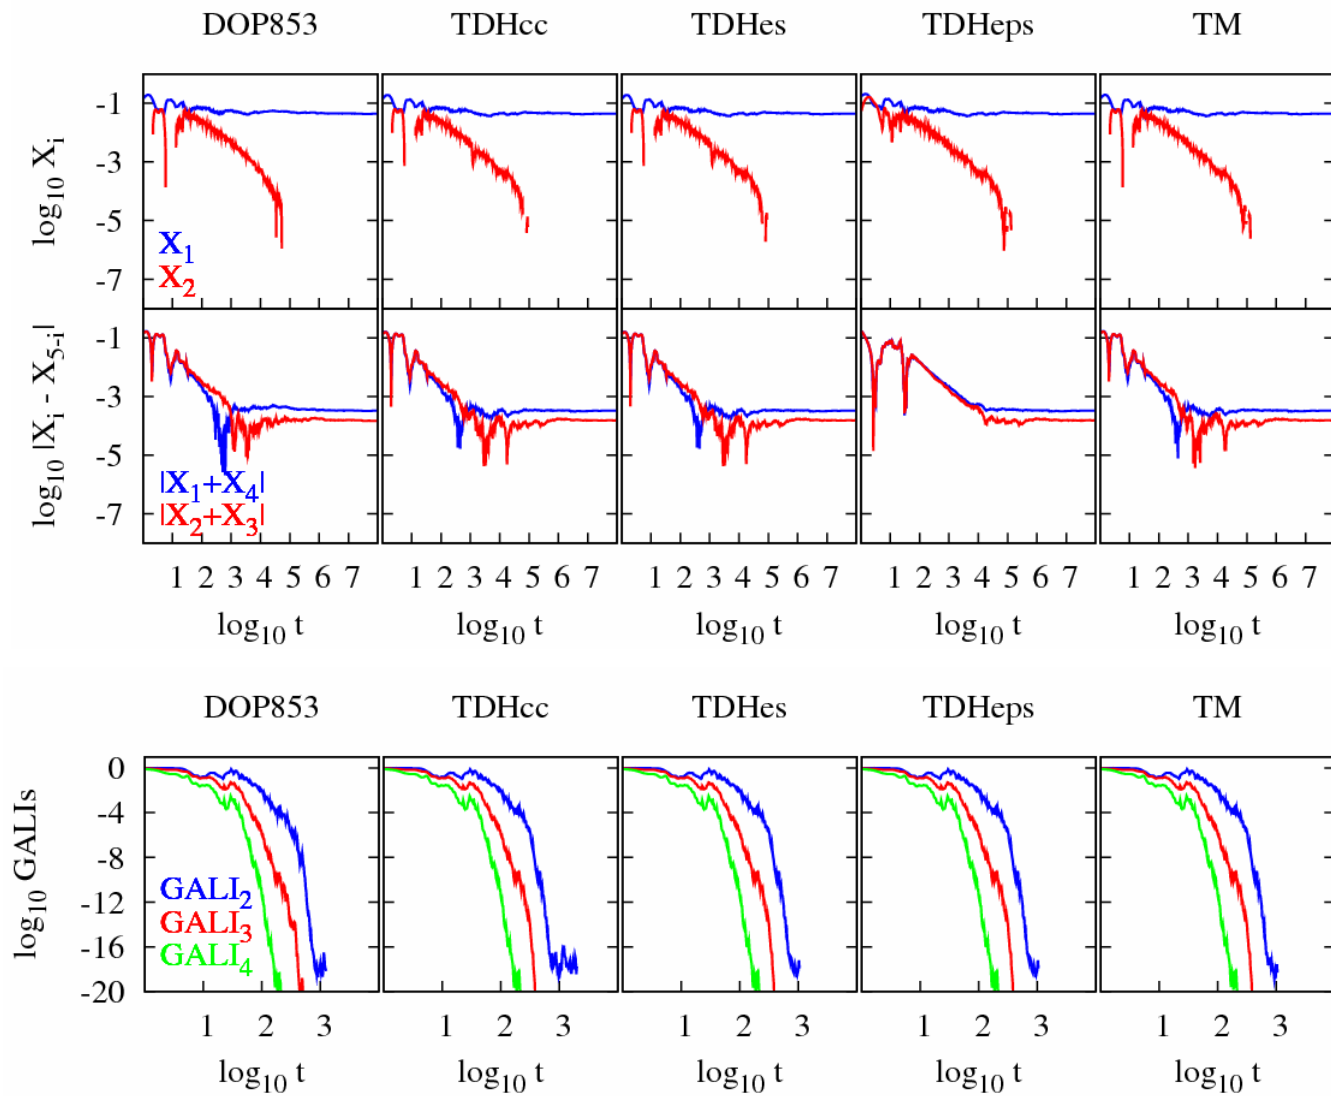 DOP853 TDHcc TDHes TDHeps TM
log10 Xi
-1
-3
-5
-7
X1
X2
log10 |Xi - X5-i|
-1
-3
-5
-7
|X1+X4|
|X2+X3|
1 2 3 4 5 6 7 1 2 3 4 5 6 7 1 2 3 4 5 6 7 1 2 3 4 5 6 7 1 2 3 4 5 6 7
log10 t log10 t log10 t log10 t log10 t
DOP853 TDHcc TDHes TDHeps TM
log10 GALIs
0
-4
-8
-12
-16
-20
GALI2
GALI3
GALI4
1 2 3 1 2 3 1 2 3 1 2 3 1 2 3
log10 t log10 t log10 t log10 t log10 t